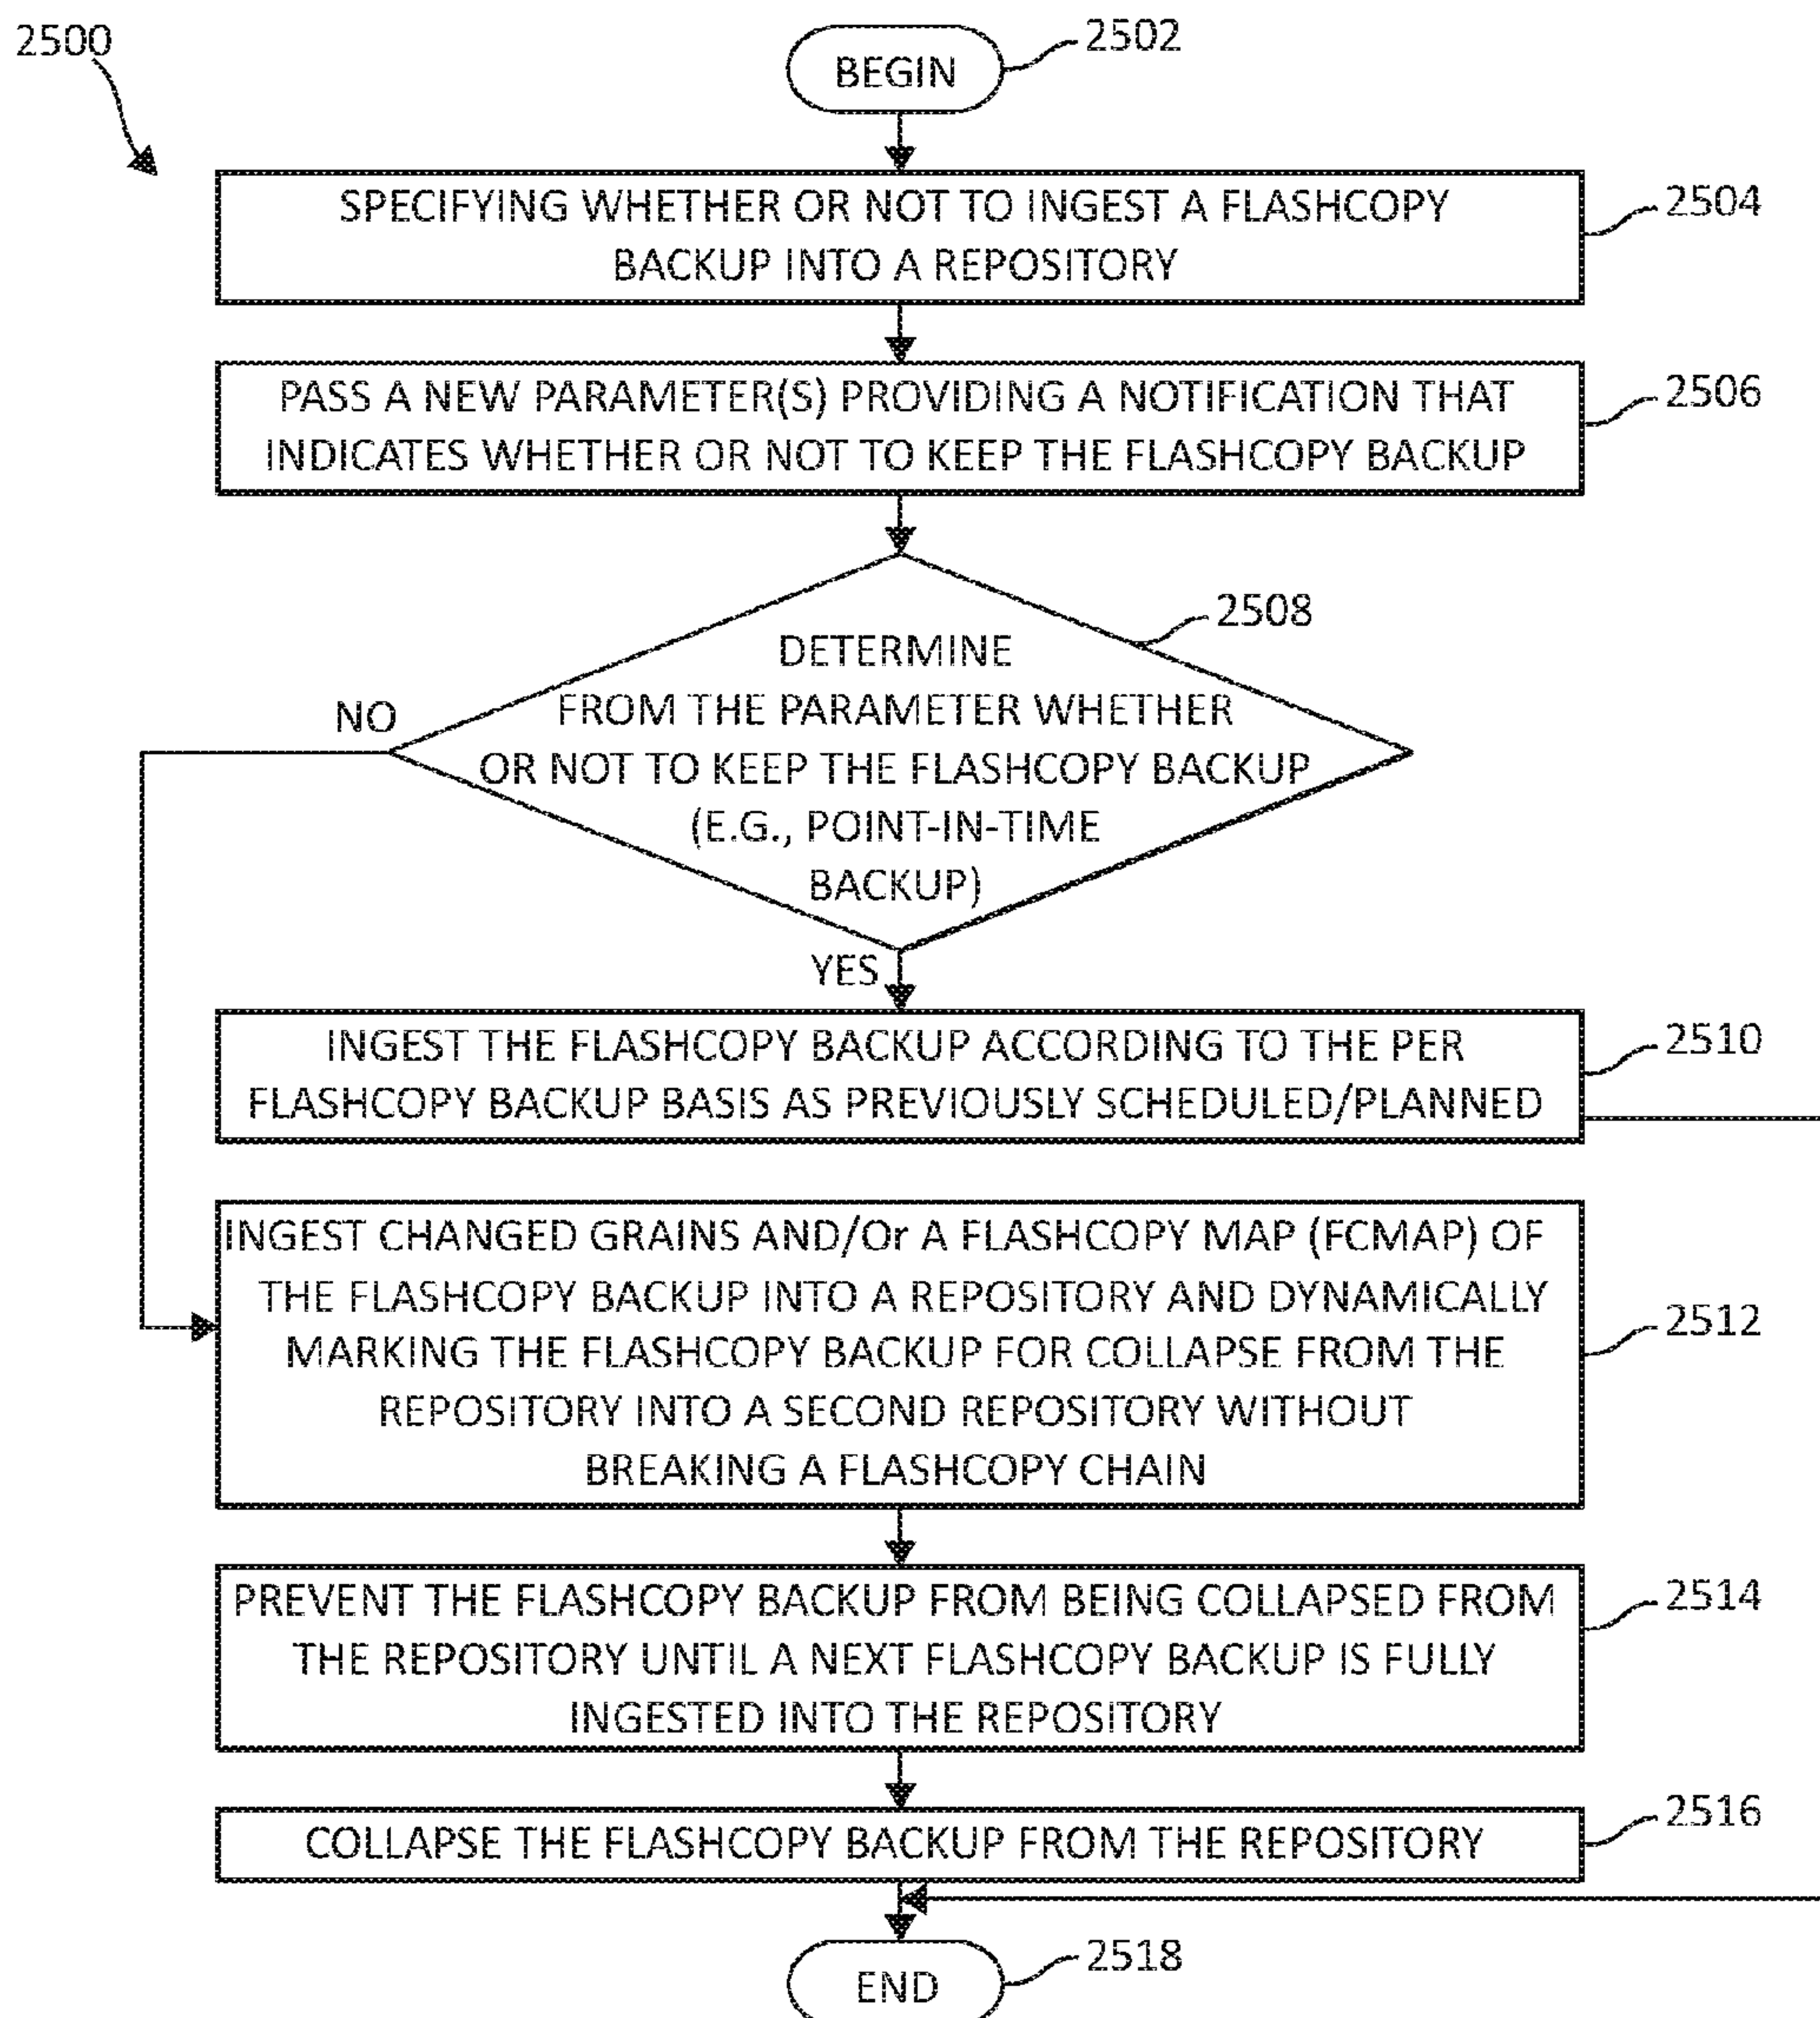 2500
BEGIN
2502
SPECIFYING WHETHER OR NOT TO INGEST A FLASHCOPY
BACKUP INTO A REPOSITORY
2504
PASS A NEW PARAMETER(S) PROVIDING A NOTIFICATION THAT
INDICATES WHETHER OR NOT TO KEEP THE FLASHCOPY BACKUP
2506
2508
DETERMINE
FROM THE PARAMETER WHETHER
OR NOT TO KEEP THE FLASHCOPY BACKUP
(E.G., POINT-IN-TIME
BACKUP)
NO
YES
INGEST THE FLASHCOPY BACKUP ACCORDING TO THE PER
FLASHCOPY BACKUP BASIS AS PREVIOUSLY SCHEDULED/PLANNED
2510
INGEST CHANGED GRAINS AND/Or A FLASHCOPY MAP (FCMAP) OF
THE FLASHCOPY BACKUP INTO A REPOSITORY AND DYNAMICALLY
MARKING THE FLASHCOPY BACKUP FOR COLLAPSE FROM THE
REPOSITORY INTO A SECOND REPOSITORY WITHOUT
BREAKING A FLASHCOPY CHAIN
2512
PREVENT THE FLASHCOPY BACKUP FROM BEING COLLAPSED FROM
THE REPOSITORY UNTIL A NEXT FLASHCOPY BACKUP IS FULLY
INGESTED INTO THE REPOSITORY
2514
COLLAPSE THE FLASHCOPY BACKUP FROM THE REPOSITORY
2516
END
2518